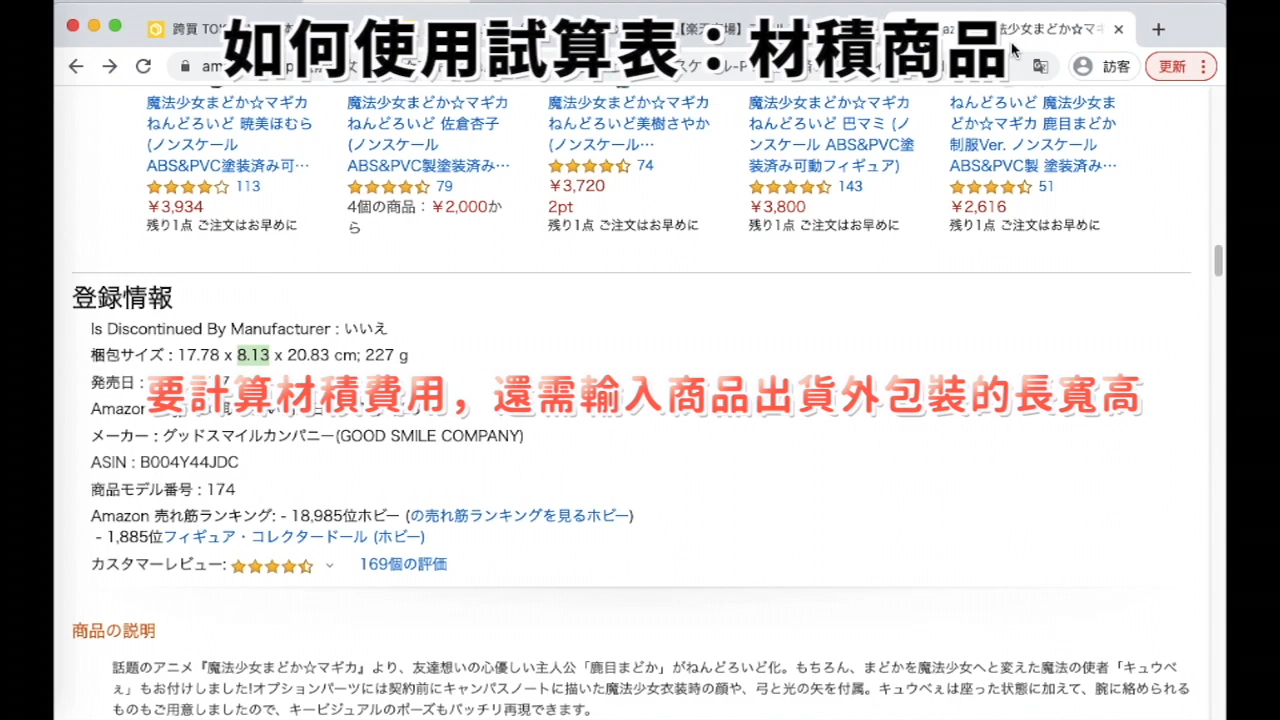 跨買 TO
【楽天市場】
法少女まどか☆マギ
如何使用試算表：材積商品
訪客
更新
魔法少女まどか☆マギカ ねんどろいど 暁美ほむら (ノンスケール ABS&PVC塗装済み可…
113
￥3,934
残り1点 ご注文はお早めに
魔法少女まどか☆マギカ ねんどろいど 佐倉杏子 (ノンスケール ABS&PVC製塗装済み…
79
4個の商品：￥2,000から
魔法少女まどか☆マギカ ねんどろいど美樹さやか (ノンスケール…
74
￥3,720
2pt
残り1点 ご注文はお早めに
魔法少女まどか☆マギカ ねんどろいど 巴マミ (ノンスケール ABS&PVC塗装済み可動フィギュア)
143
￥3,800
残り1点 ご注文はお早めに
ねんどろいど 魔法少女まどか☆マギカ 鹿目まどか 制服Ver. ノンスケール ABS&PVC製 塗装済み…
51
￥2,616
残り1点 ご注文はお早めに
登録情報
Is Discontinued By Manufacturer : いいえ
梱包サイズ : 17.78 x 8.13 x 20.83 cm; 227 g
発売日 :
要計算材積費用，還需輸入商品出貨外包裝的長寬高
Amazon
メーカー : グッドスマイルカンパニー(GOOD SMILE COMPANY)
ASIN : B004Y44JDC
商品モデル番号 : 174
Amazon 売れ筋ランキング: - 18,985位ホビー (の売れ筋ランキングを見るホビー)
- 1,885位フィギュア・コレクタードール (ホビー)
カスタマーレビュー: 169個の評価
商品の説明
話題のアニメ『魔法少女まどか☆マギカ』より、友達想いの心優しい主人公「鹿目まどか」がねんどろいど化。もちろん、まどかを魔法少女へと変えた魔法の使者「キュウべ
ぇ」もお付けしました!オプションパーツには契約前にキャンパスノートに描いた魔法少女衣装時の顔や、弓と光の矢を付属。キュウべぇは座った状態に加えて、腕に絡められる
ものもご用意しましたので、キービジュアルのポーズもバッチリ再現できます。